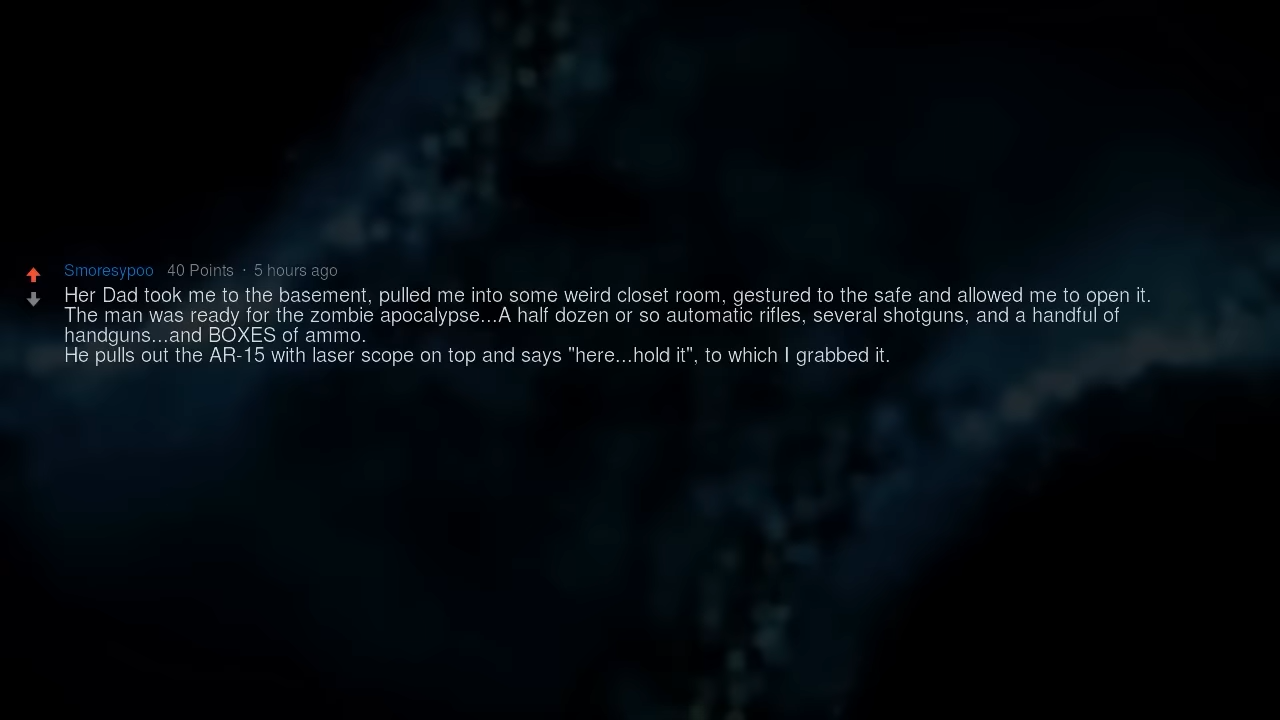 Smoresypoo 40 Points · 5 hours ago
Her Dad took me to the basement, pulled me into some weird closet room, gestured to the safe and allowed me to open it.
The man was ready for the zombie apocalypse...A half dozen or so automatic rifles, several shotguns, and a handful of
handguns...and BOXES of ammo.
He pulls out the AR-15 with laser scope on top and says "here...hold it", to which I grabbed it.